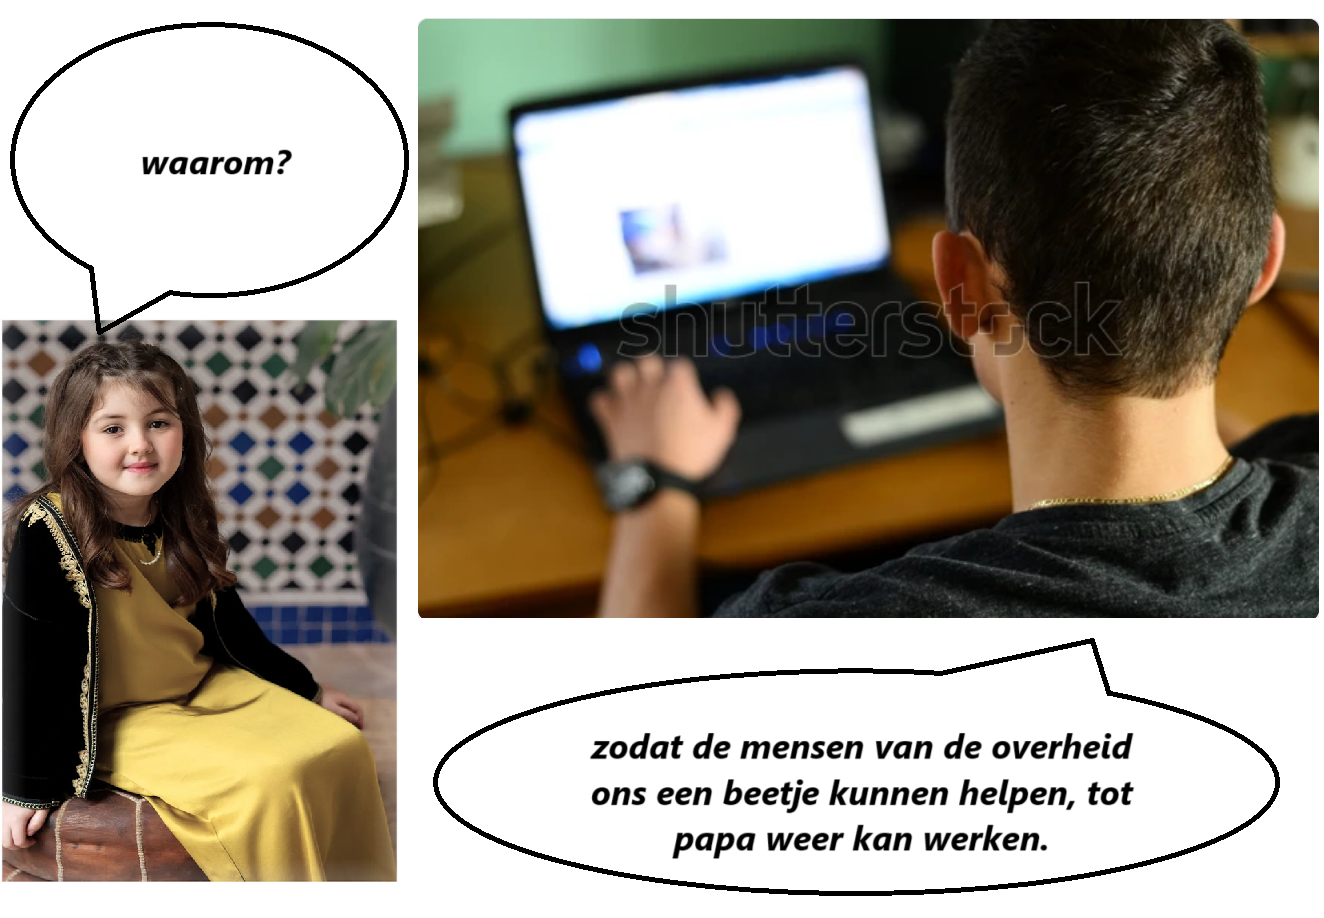 waarom?
shutterstock
zodat de mensen van de overheid
ons een beetje kunnen helpen, tot
papa weer kan werken.